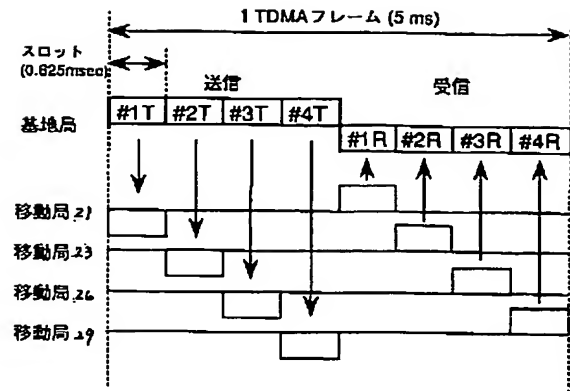 1 TDMAフレーム (5 ms)
スロット
(0.625msec)
送信
受信
基地局
#1T #2T #3T #4T
#1R #2R #3R #4R
移動局 21
移動局 23
移動局 26
移動局 29